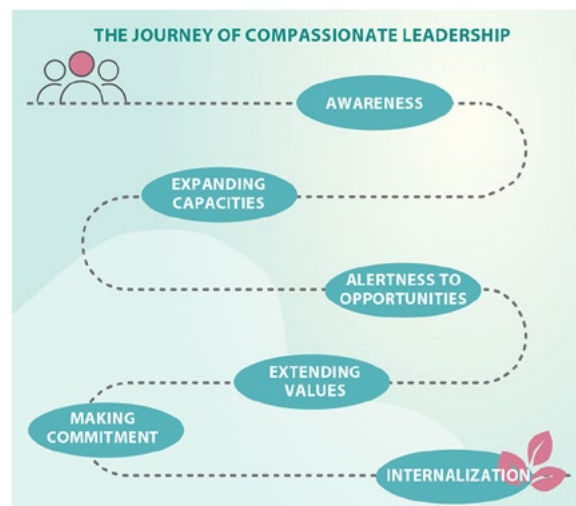 THE JOURNEY OF COMPASSIONATE LEADERSHIP
AWARENESS
EXPANDING
CAPACITIES
ALERTNESS TO
OPPORTUNITIES
EXTENDING
VALUES
MAKING
COMMITMENT
INTERNALIZATION